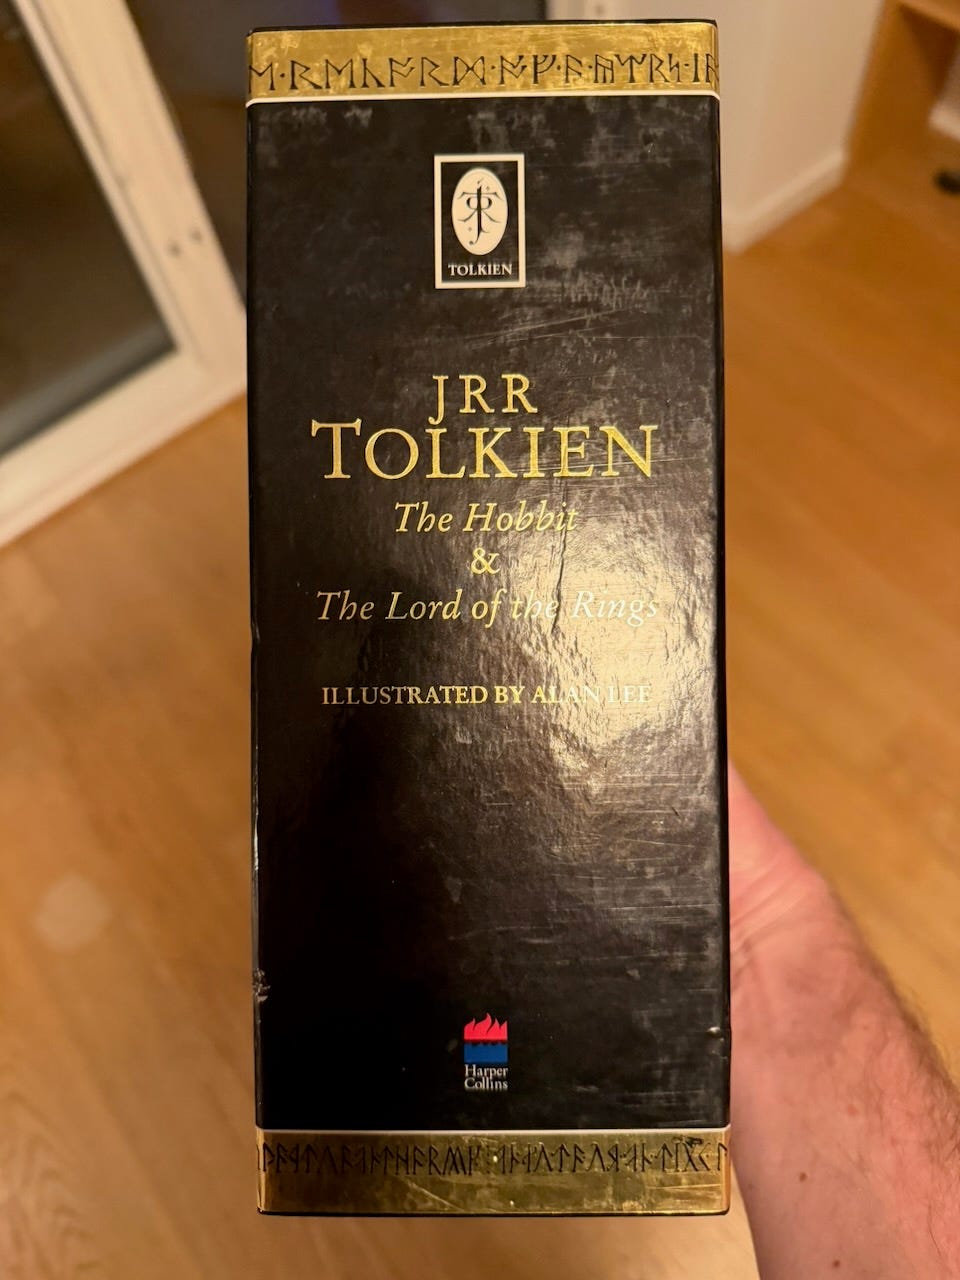 TOLKIEN
JRR
TOLKIEN
The Hobbit
&
The Lord of the Rings
ILLUSTRATED BY ALAN LEE
Harper
Collins